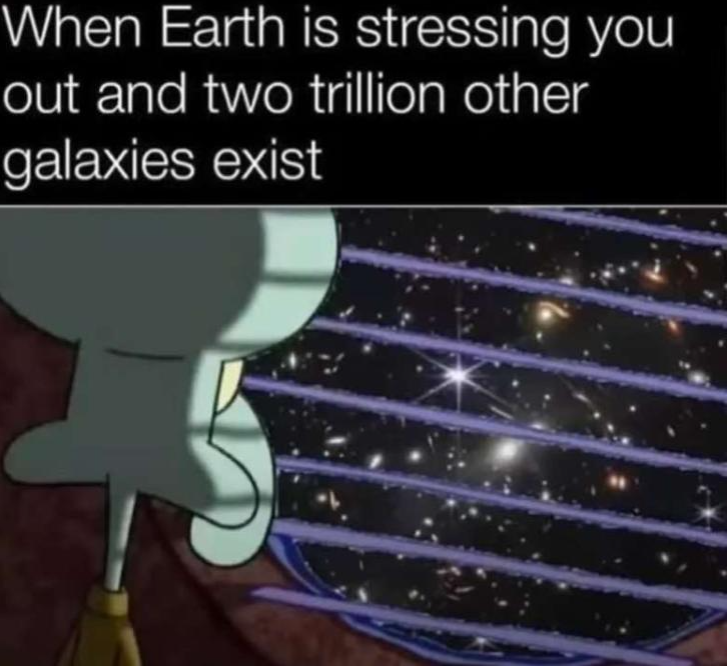 When Earth is stressing you
out and two trillion other
galaxies exist